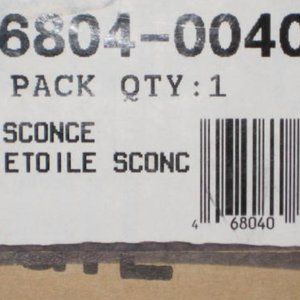 6804-0040
PACK QTY:1
SCONCE
ETOILE SCONC
4 68040